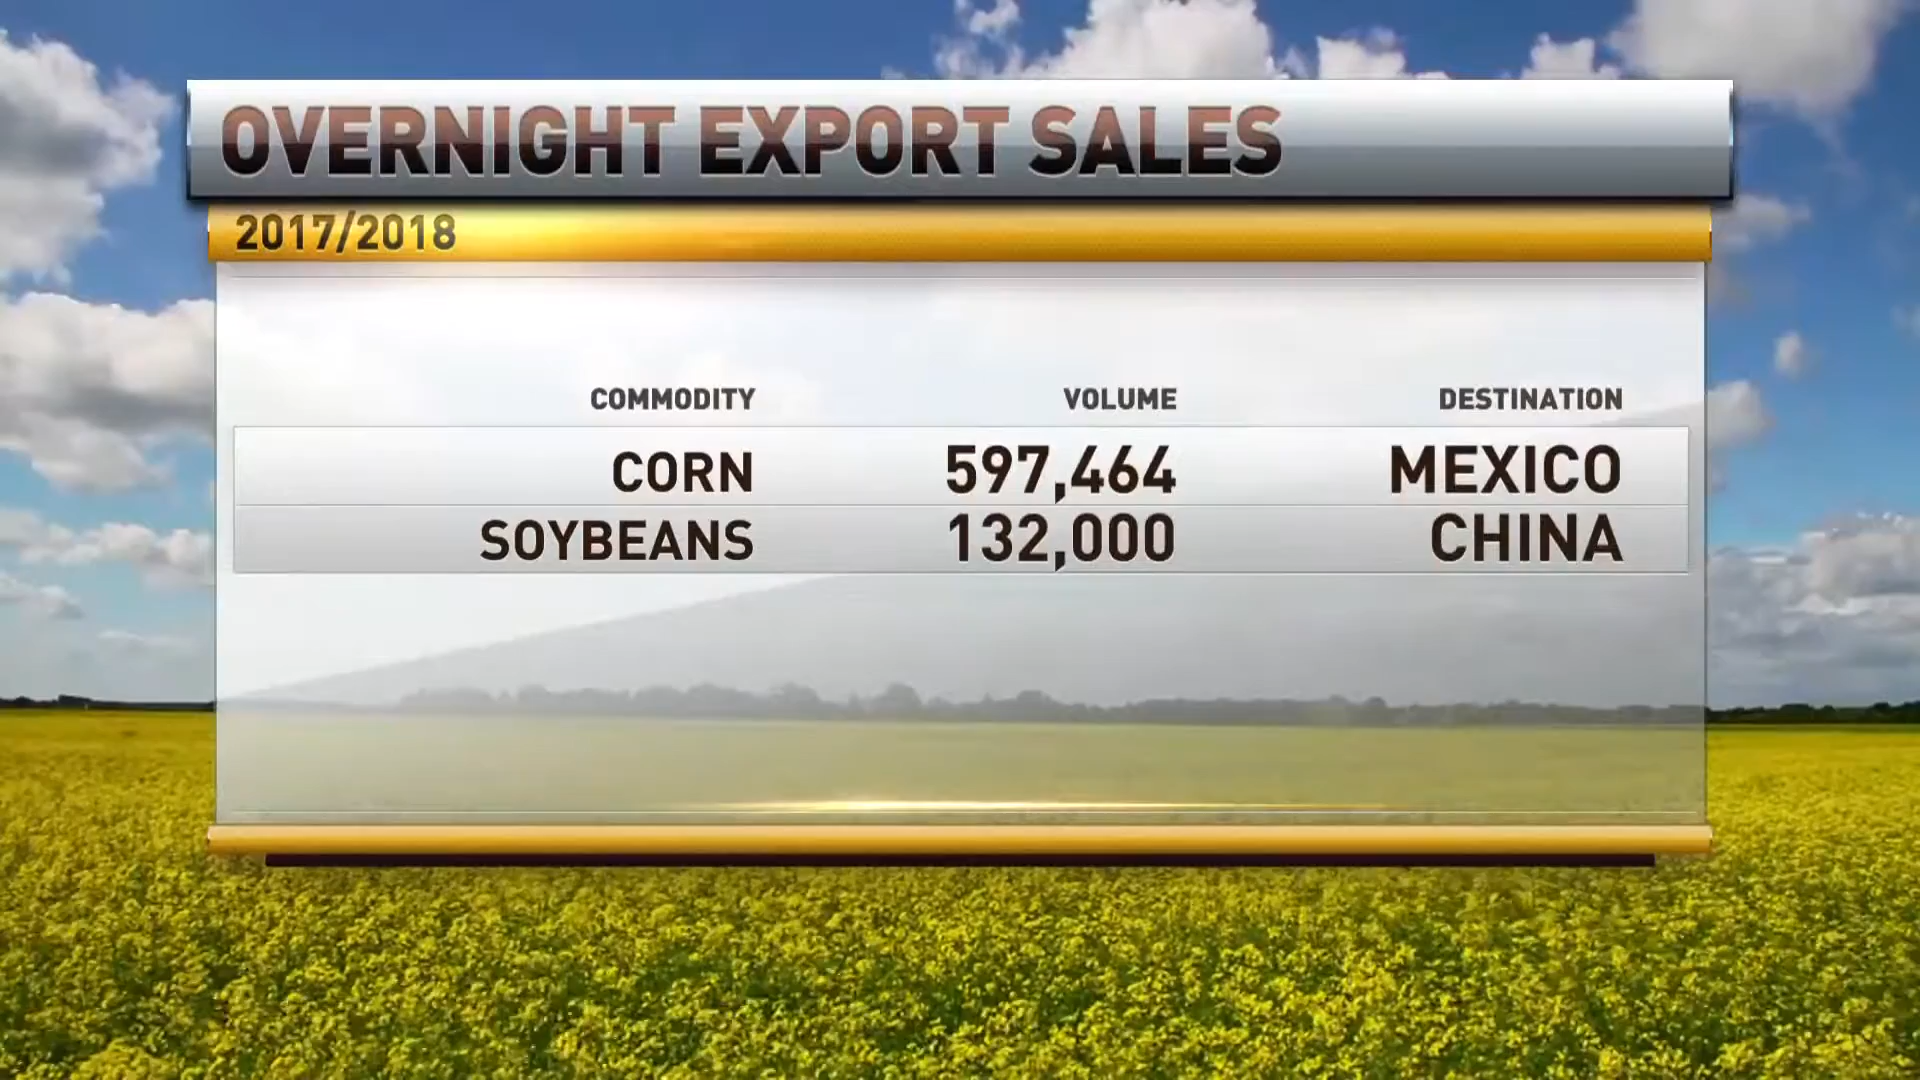 OVERNIGHT EXPORT SALES
2017/2018
COMMODITY VOLUME DESTINATION
CORN 597,464 MEXICO
SOYBEANS 132,000 CHINA